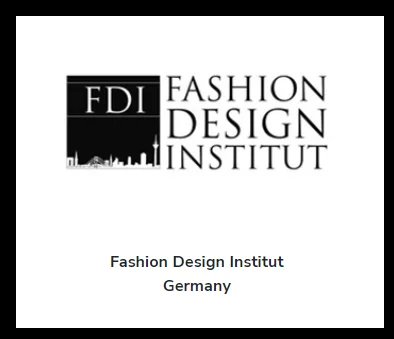 FDI
FASHION
DESIGN
INSTITUT
Fashion Design Institut
Germany